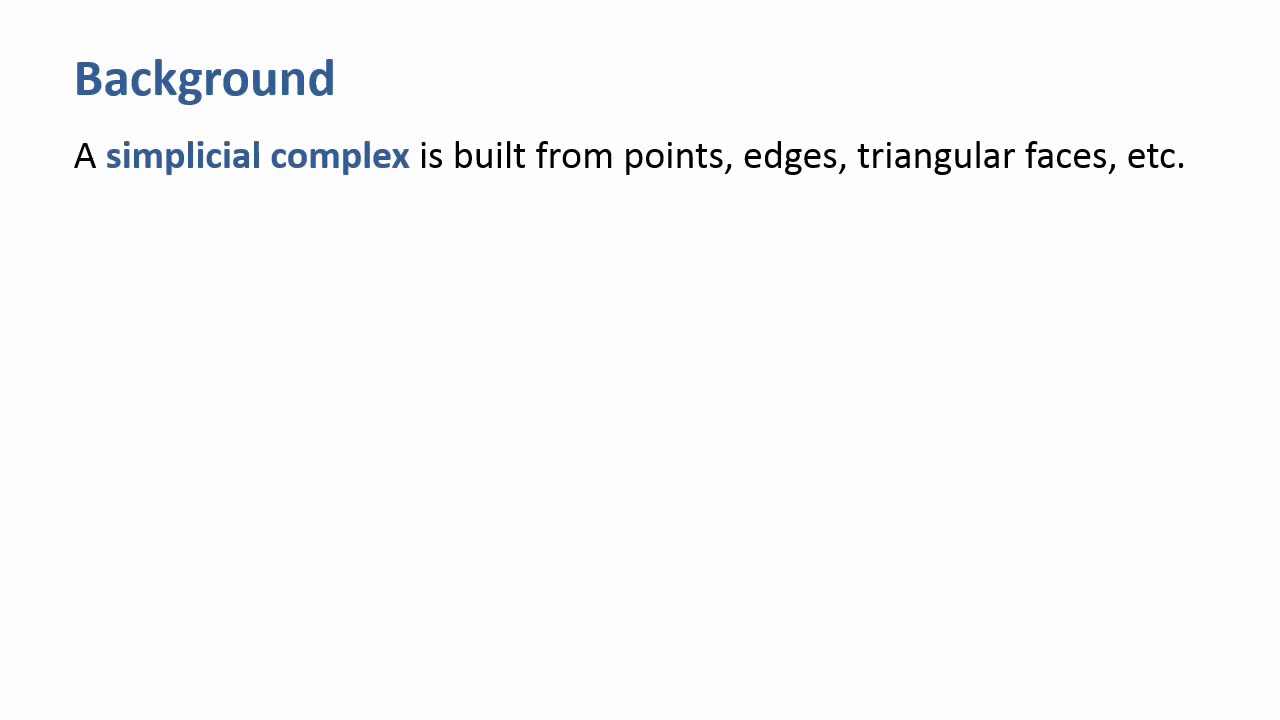 Background
A simplicial complex is built from points, edges, triangular faces, etc.